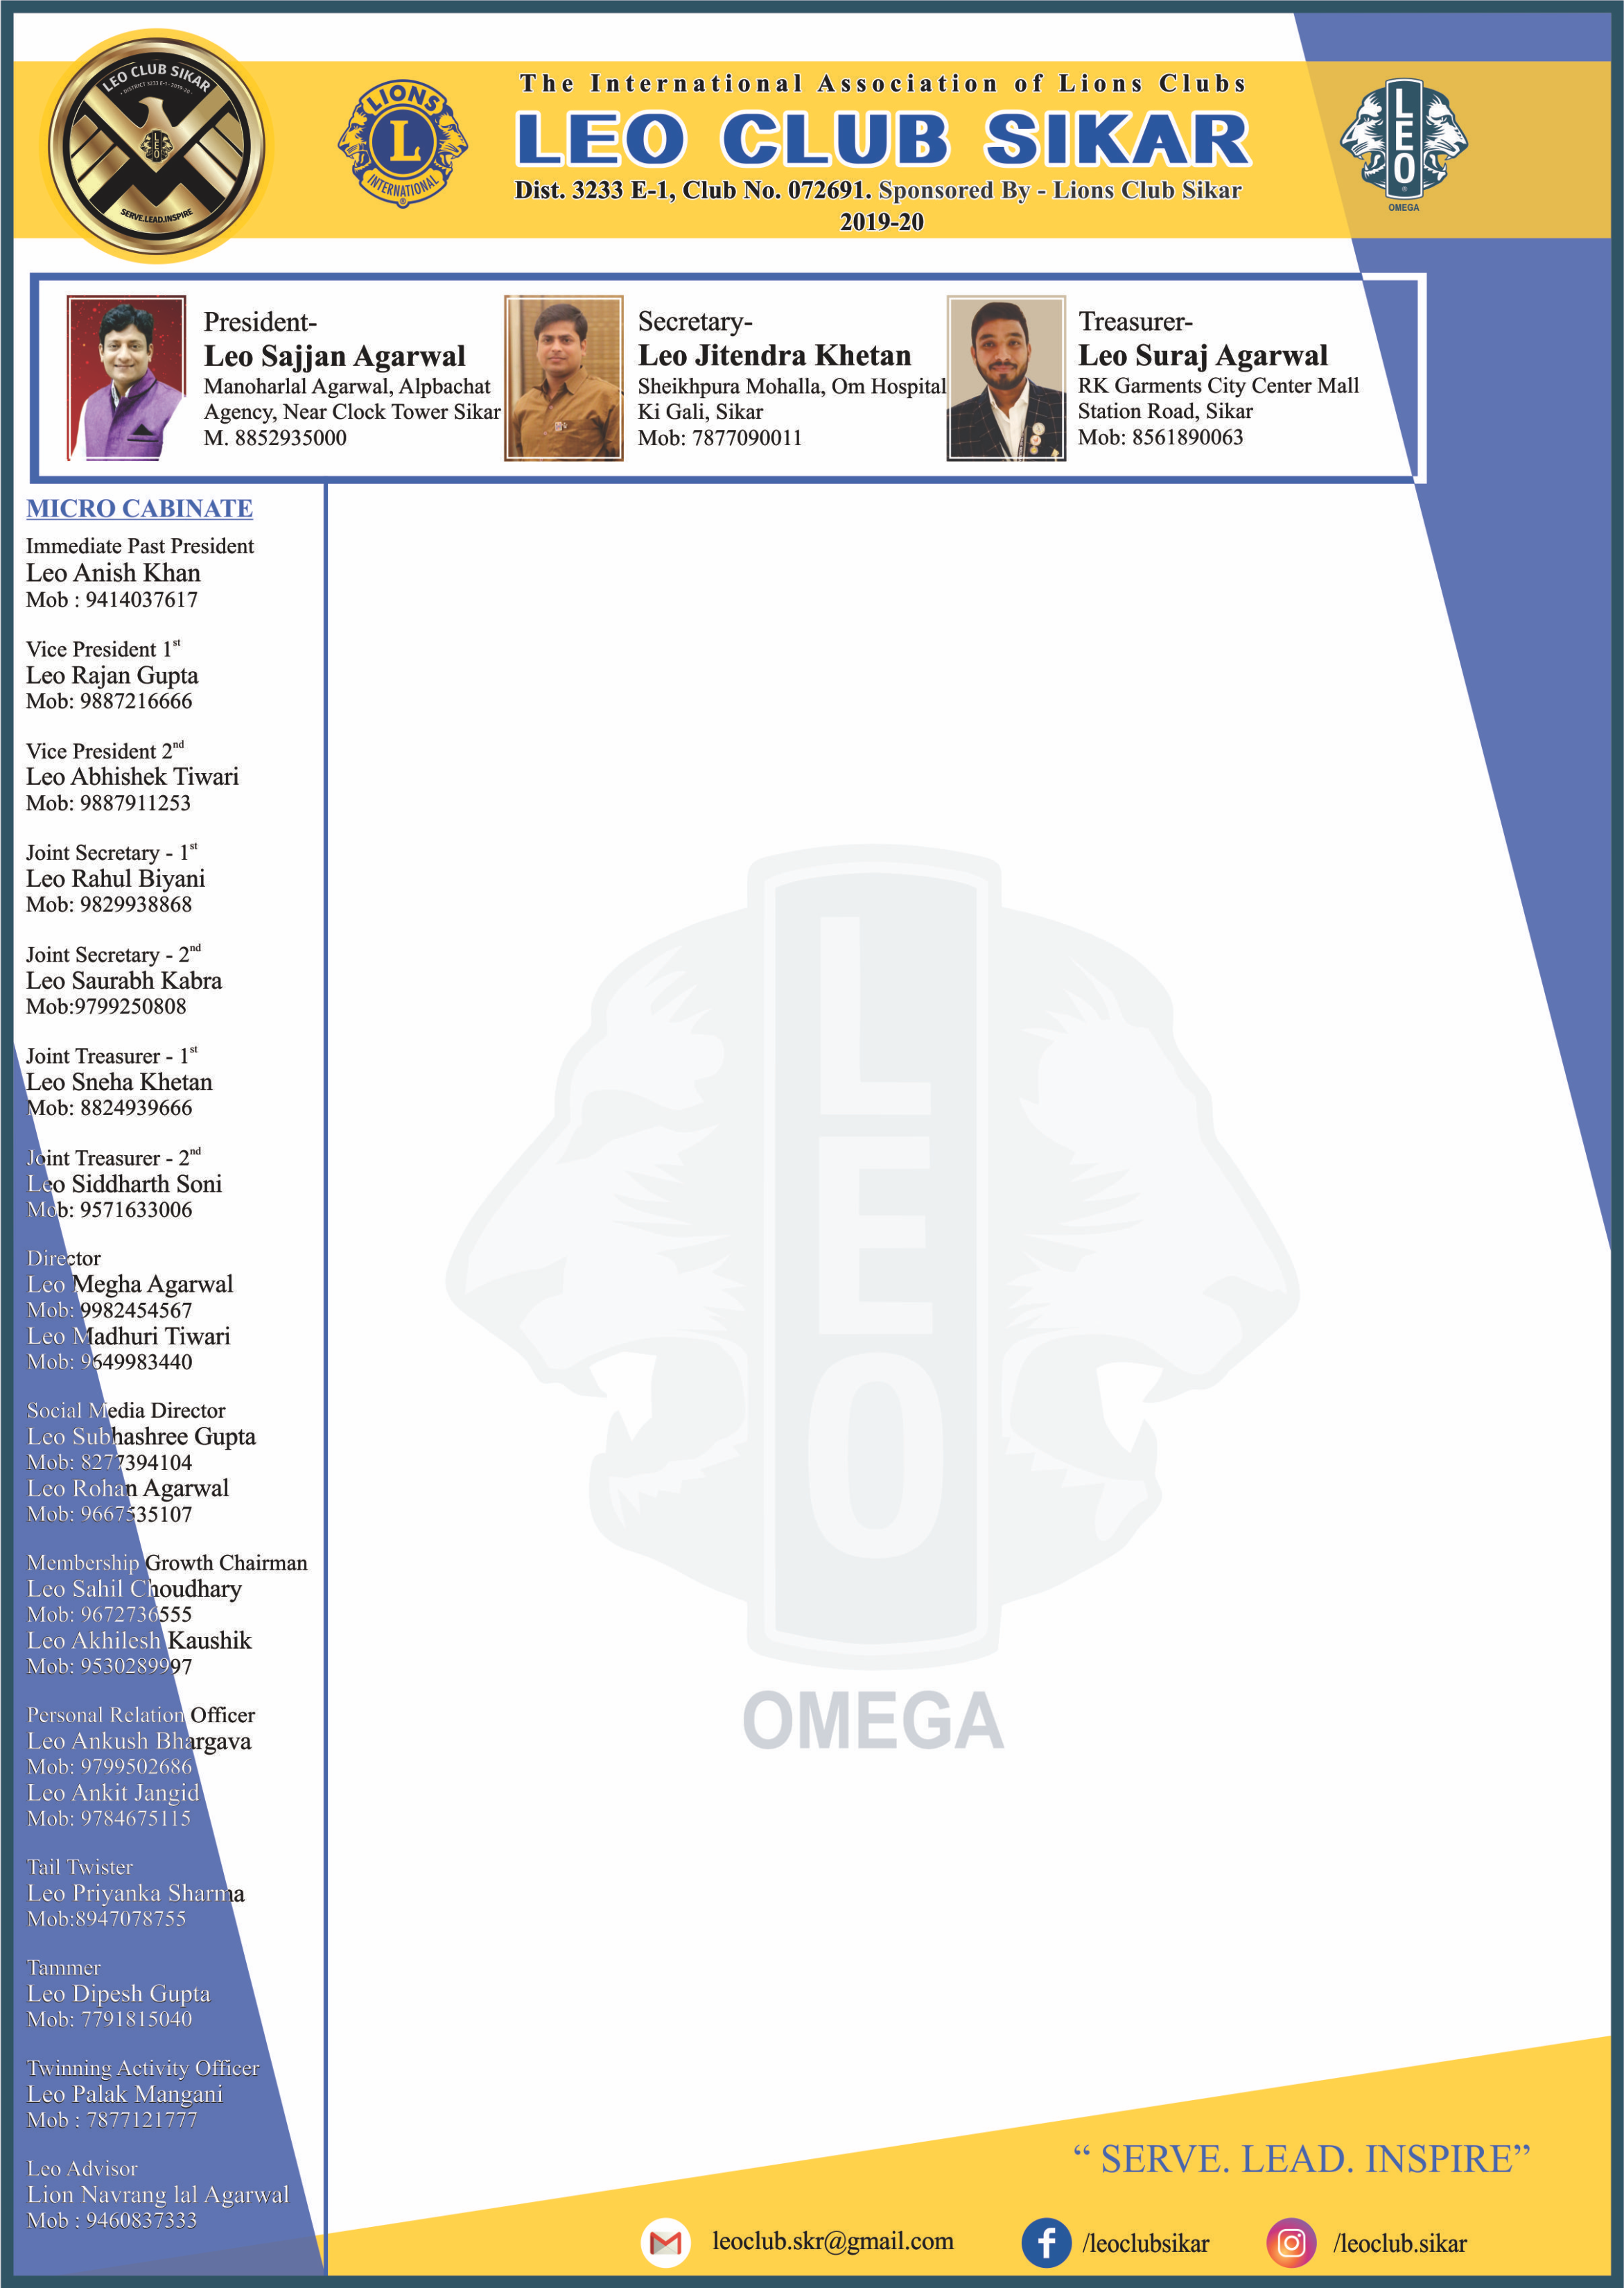 LEO CLUB SIKAR
DISTRICT 3233 E-1 - 2019-20
LEO
SERVE.LEAD.INSPIRE
LIONS
L
INTERNATIONAL
®
The International Association of Lions Clubs
LEO CLUB SIKAR
Dist. 3233 E-1, Club No. 072691. Sponsored By - Lions Club Sikar
2019-20
LEO
®
OMEGA
President-
Leo Sajjan Agarwal
Manoharlal Agarwal, Alpbachat
Agency, Near Clock Tower Sikar
M. 8852935000
Secretary-
Leo Jitendra Khetan
Sheikhpura Mohalla, Om Hospital
Ki Gali, Sikar
Mob: 7877090011
Treasurer-
Leo Suraj Agarwal
RK Garments City Center Mall
Station Road, Sikar
Mob: 8561890063
MICRO CABINATE
Immediate Past President
Leo Anish Khan
Mob : 9414037617
Vice President 1st
Leo Rajan Gupta
Mob: 9887216666
Vice President 2nd
Leo Abhishek Tiwari
Mob: 9887911253
Joint Secretary - 1st
Leo Rahul Biyani
Mob: 9829938868
Joint Secretary - 2nd
Leo Saurabh Kabra
Mob:9799250808
Joint Treasurer - 1st
Leo Sneha Khetan
Mob: 8824939666
Joint Treasurer - 2nd
Leo Siddharth Soni
Mob: 9571633006
Director
Leo Megha Agarwal
Mob: 9982454567
Leo Madhuri Tiwari
Mob: 9649983440
Social Media Director
Leo Subhashree Gupta
Mob: 8277394104
Leo Rohan Agarwal
Mob: 9667535107
Membership Growth Chairman
Leo Sahil Choudhary
Mob: 9672736555
Leo Akhilesh Kaushik
Mob: 9530289997
Personal Relation Officer
Leo Ankush Bhargava
Mob: 9799502686
Leo Ankit Jangid
Mob: 9784675115
Tail Twister
Leo Priyanka Sharma
Mob:8947078755
Tammer
Leo Dipesh Gupta
Mob: 7791815040
Twinning Activity Officer
Leo Palak Mangani
Mob : 7877121777
Leo Advisor
Lion Navrang lal Agarwal
Mob : 9460837333
LEO
OMEGA
“ SERVE. LEAD. INSPIRE”
leoclub.skr@gmail.com
/leoclubsikar
/leoclub.sikar